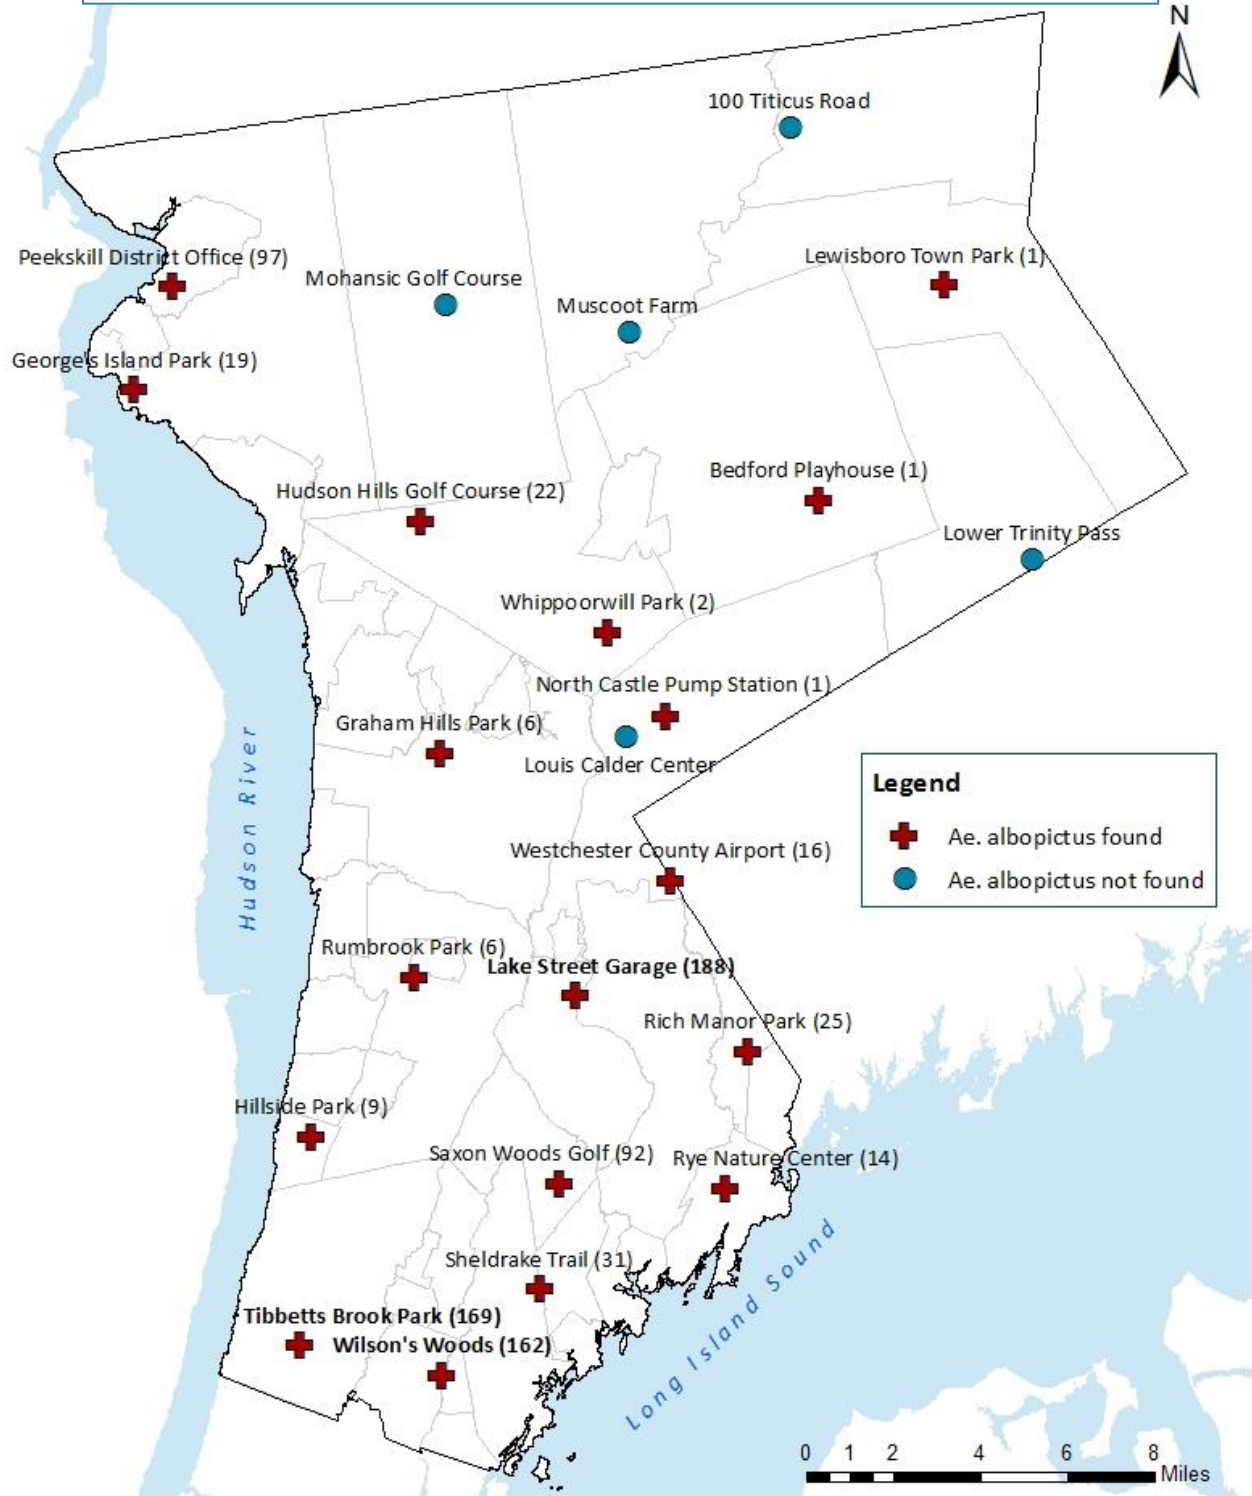 N
100 Titicus Road
Peekskill District Office (97)
Lewisboro Town Park (1)
Mohansic Golf Course
Muscoot Farm
George's Island Park (19)
Bedford Playhouse (1)
Hudson Hills Golf Course (22)
Lower Trinity Pass
Whippoorwill Park (2)
North Castle Pump Station (1)
Graham Hills Park (6)
Louis Calder Center
Hudson River
Legend
Ae. albopictus found
Ae. albopictus not found
Westchester County Airport (16)
Rumbrook Park (6)
Lake Street Garage (188)
Rich Manor Park (25)
Hillside Park (9)
Saxon Woods Golf (92)
Rye Nature Center (14)
Sheldrake Trail (31)
Long Island Sound
Tibbetts Brook Park (169)
Wilson's Woods (162)
0 1 2 4 6 8
Miles